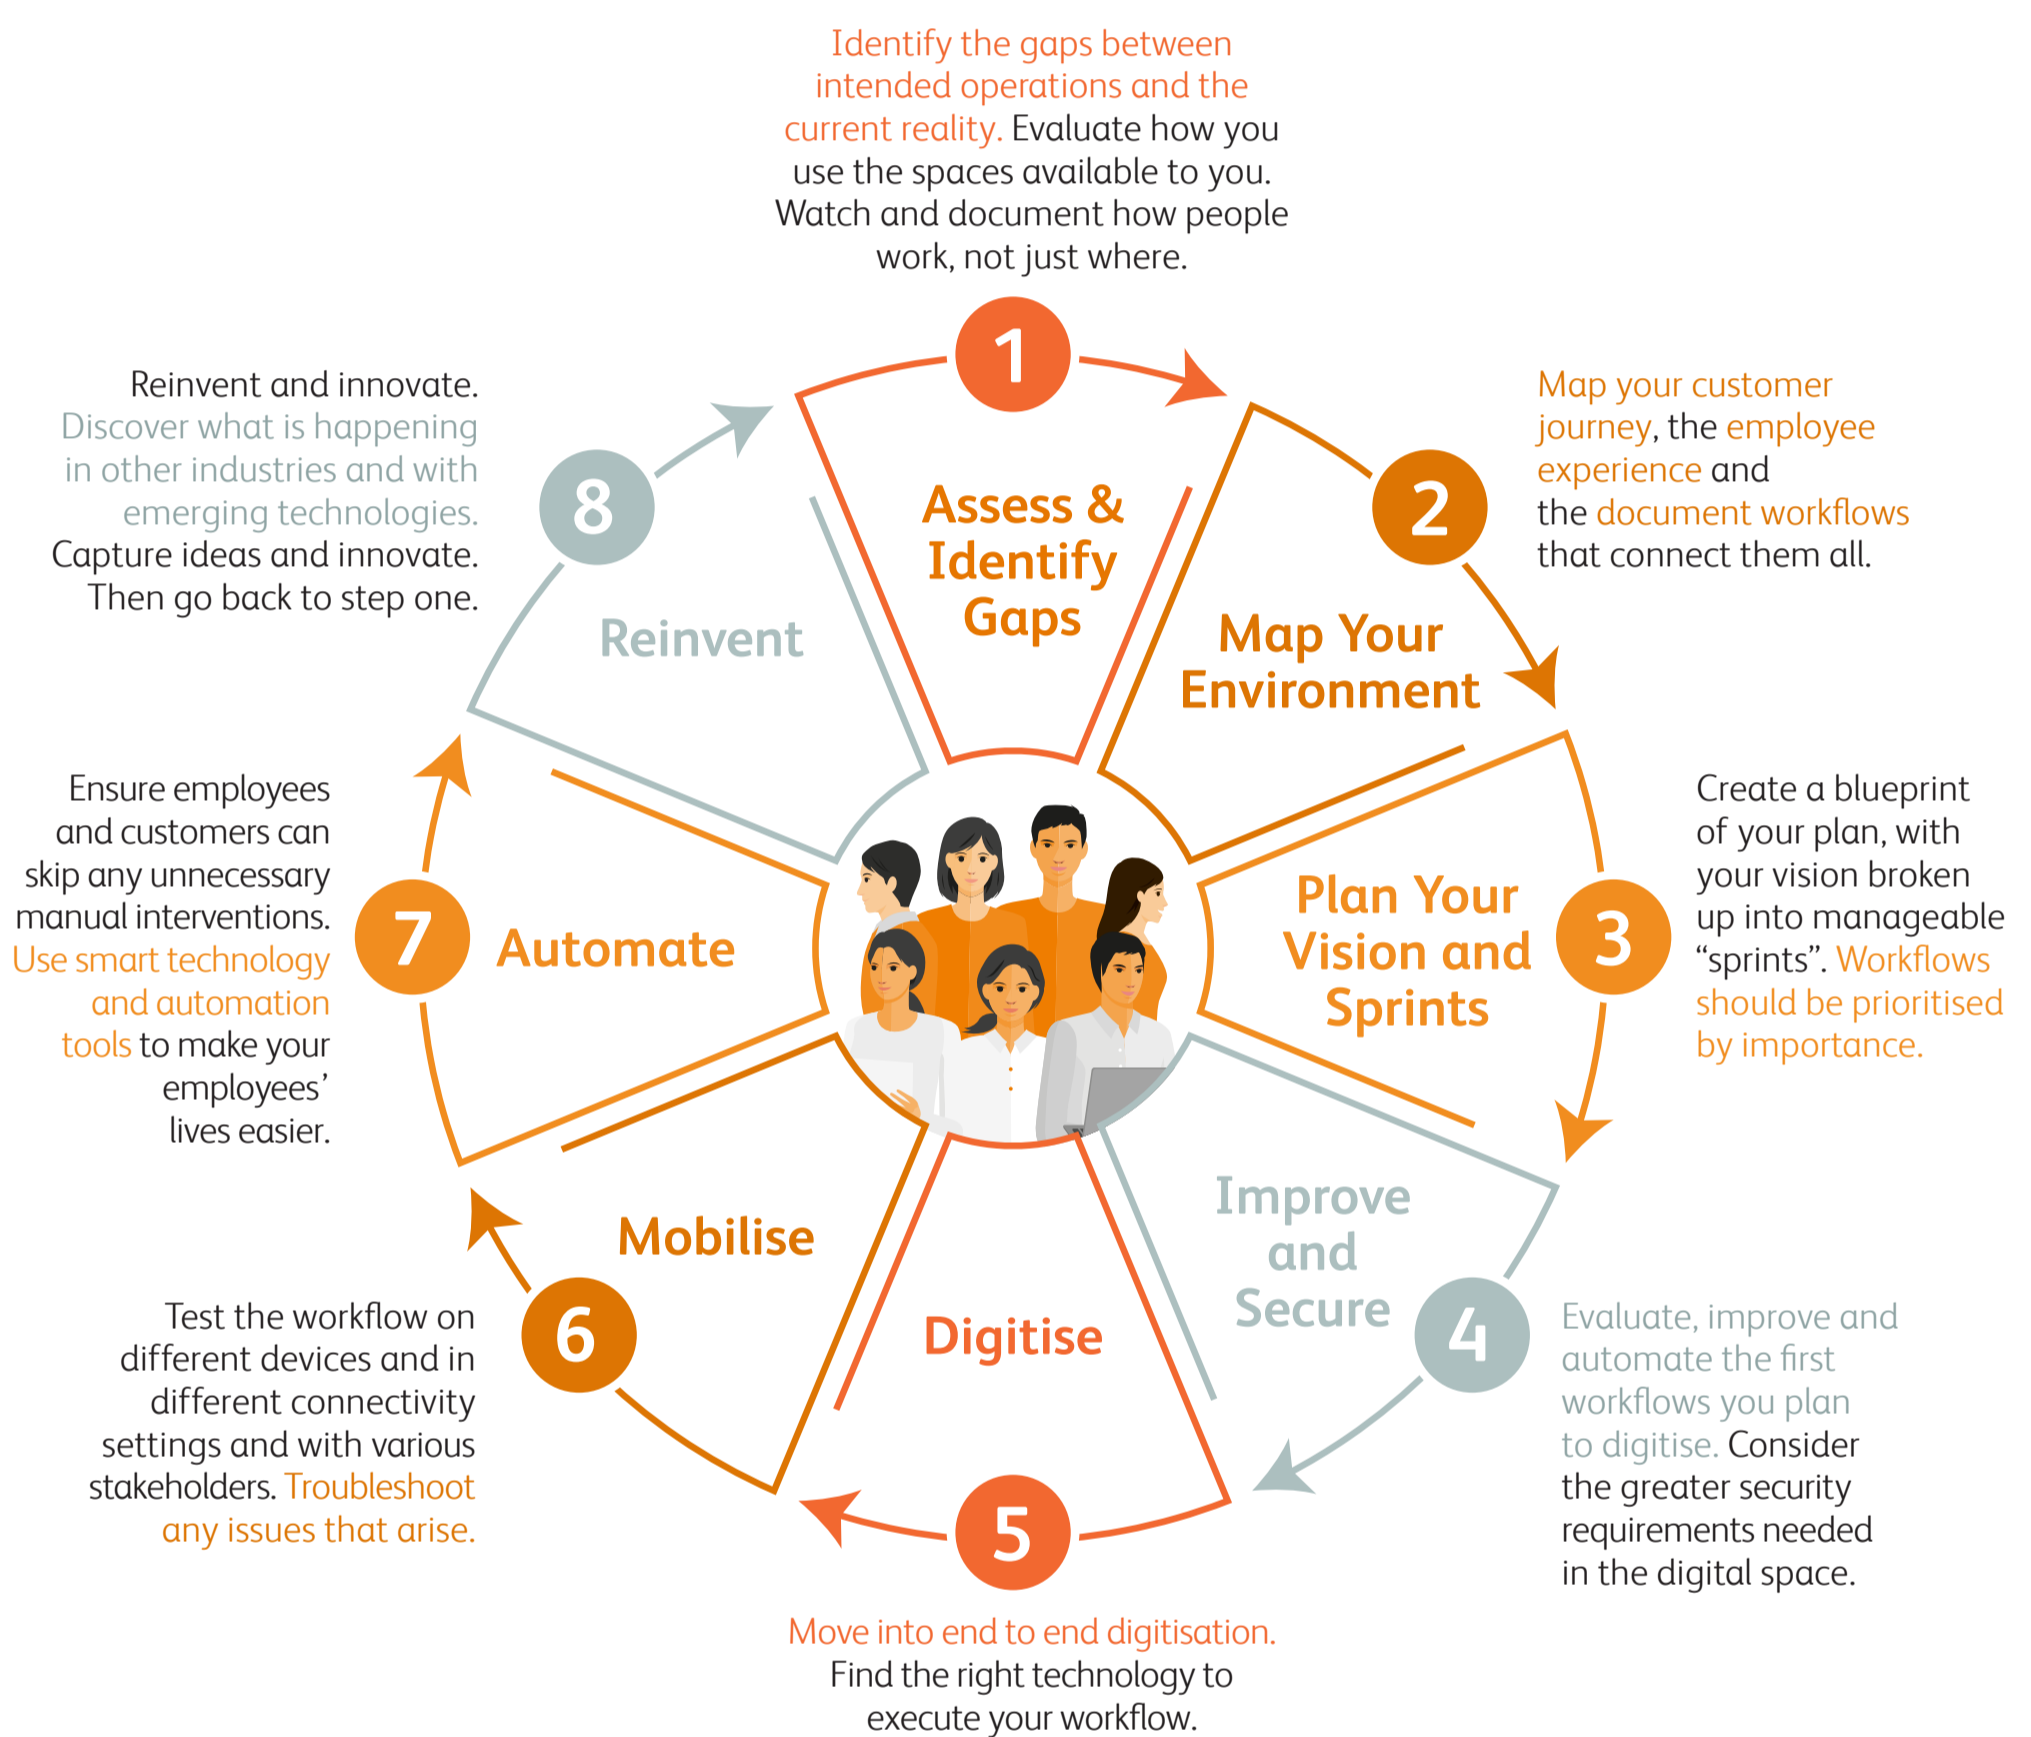 Identify the gaps between
intended operations and the
current reality. Evaluate how you
use the spaces available to you.
Watch and document how people
work, not just where.
1
Assess &
Identify
Gaps
2
Map Your
Environment
Map your customer
journey, the employee
experience and
the document workflows
that connect them all.
3
Plan Your
Vision and
Sprints
Create a blueprint
of your plan, with
your vision broken
up into manageable
“sprints”. Workflows
should be prioritised
by importance.
4
Improve
and
Secure
Evaluate, improve and
automate the first
workflows you plan
to digitise. Consider
the greater security
requirements needed
in the digital space.
5
Digitise
Move into end to end digitisation.
Find the right technology to
execute your workflow.
6
Mobilise
Test the workflow on
different devices and in
different connectivity
settings and with various
stakeholders. Troubleshoot
any issues that arise.
7
Automate
Ensure employees
and customers can
skip any unnecessary
manual interventions.
Use smart technology
and automation
tools to make your
employees’
lives easier.
8
Reinvent
Reinvent and innovate.
Discover what is happening
in other industries and with
emerging technologies.
Capture ideas and innovate.
Then go back to step one.